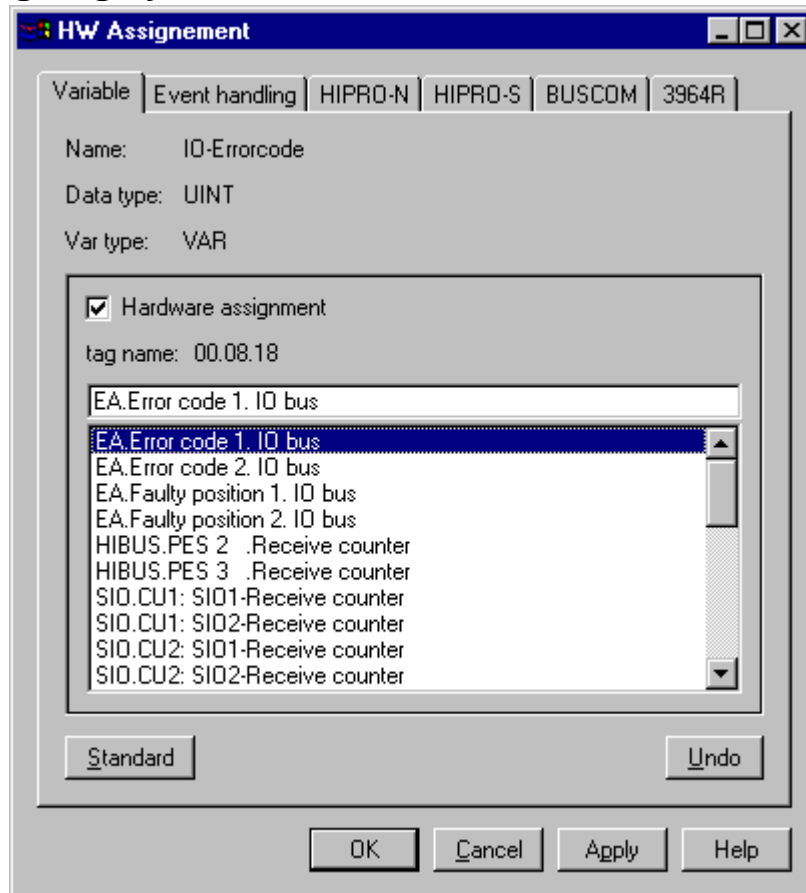 HW Assignement
Variable Event handling HIPRO-N HIPRO-S BUSCOM 3964R
Name: IO-Errorcode
Data type: UINT
Var type: VAR
Hardware assignment
tag name: 00.08.18
EA.Error code 1. IO bus
EA.Error code 1. IO bus
EA.Error code 2. IO bus
EA.Faulty position 1. IO bus
EA.Faulty position 2. IO bus
HIBUS.PES 2 .Receive counter
HIBUS.PES 3 .Receive counter
SIO.CU1: SIO1-Receive counter
SIO.CU1: SIO2-Receive counter
SIO.CU2: SIO1-Receive counter
SIO.CU2: SIO2-Receive counter
Standard Undo
OK Cancel Apply Help